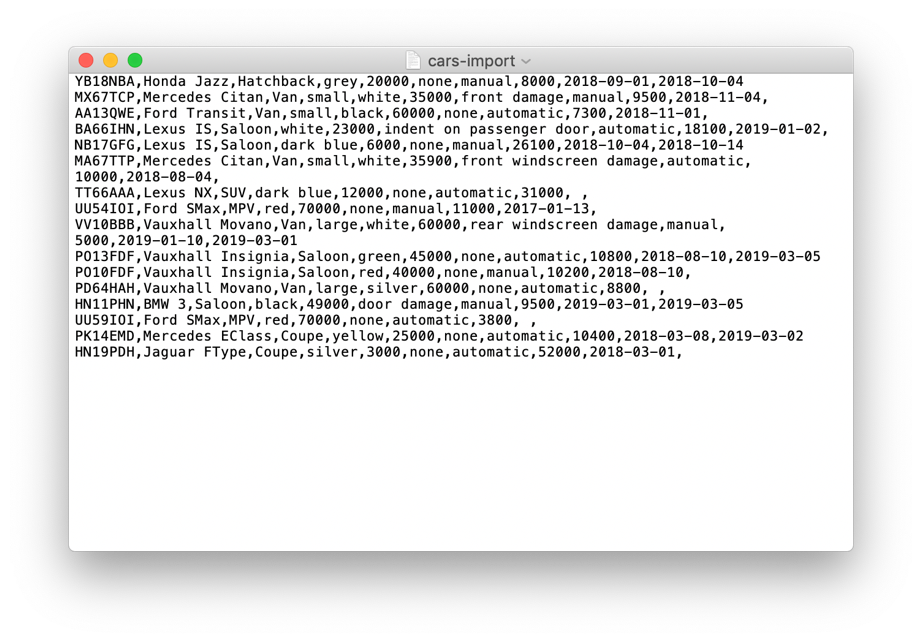 cars-import
YB18NBA,Honda Jazz,Hatchback,grey,20000,none,manual,8000,2018-09-01,2018-10-04
MX67TCP,Mercedes Citan,Van,small,white,35000,front damage,manual,9500,2018-11-04,
AA13QWE,Ford Transit,Van,small,black,60000,none,automatic,7300,2018-11-01,
BA66IHN,Lexus IS,Saloon,white,23000,indent on passenger door,automatic,18100,2019-01-02,
NB17GFG,Lexus IS,Saloon,dark blue,6000,none,manual,26100,2018-10-04,2018-10-14
MA67TTP,Mercedes Citan,Van,small,white,35900,front windscreen damage,automatic,
10000,2018-08-04,
TT66AAA,Lexus NX,SUV,dark blue,12000,none,automatic,31000, ,
UU54IOI,Ford SMax,MPV,red,70000,none,manual,11000,2017-01-13,
VV10BBB,Vauxhall Movano,Van,large,white,60000,rear windscreen damage,manual,
5000,2019-01-10,2019-03-01
PO13FDF,Vauxhall Insignia,Saloon,green,45000,none,automatic,10800,2018-08-10,2019-03-05
PO10FDF,Vauxhall Insignia,Saloon,red,40000,none,manual,10200,2018-08-10,
PD64HAH,Vauxhall Movano,Van,large,silver,60000,none,automatic,8800, ,
HN11PHN,BMW 3,Saloon,black,49000,door damage,manual,9500,2019-03-01,2019-03-05
UU59IOI,Ford SMax,MPV,red,70000,none,automatic,3800, ,
PK14EMD,Mercedes EClass,Coupe,yellow,25000,none,automatic,10400,2018-03-08,2019-03-02
HN19PDH,Jaguar FType,Coupe,silver,3000,none,automatic,52000,2018-03-01,